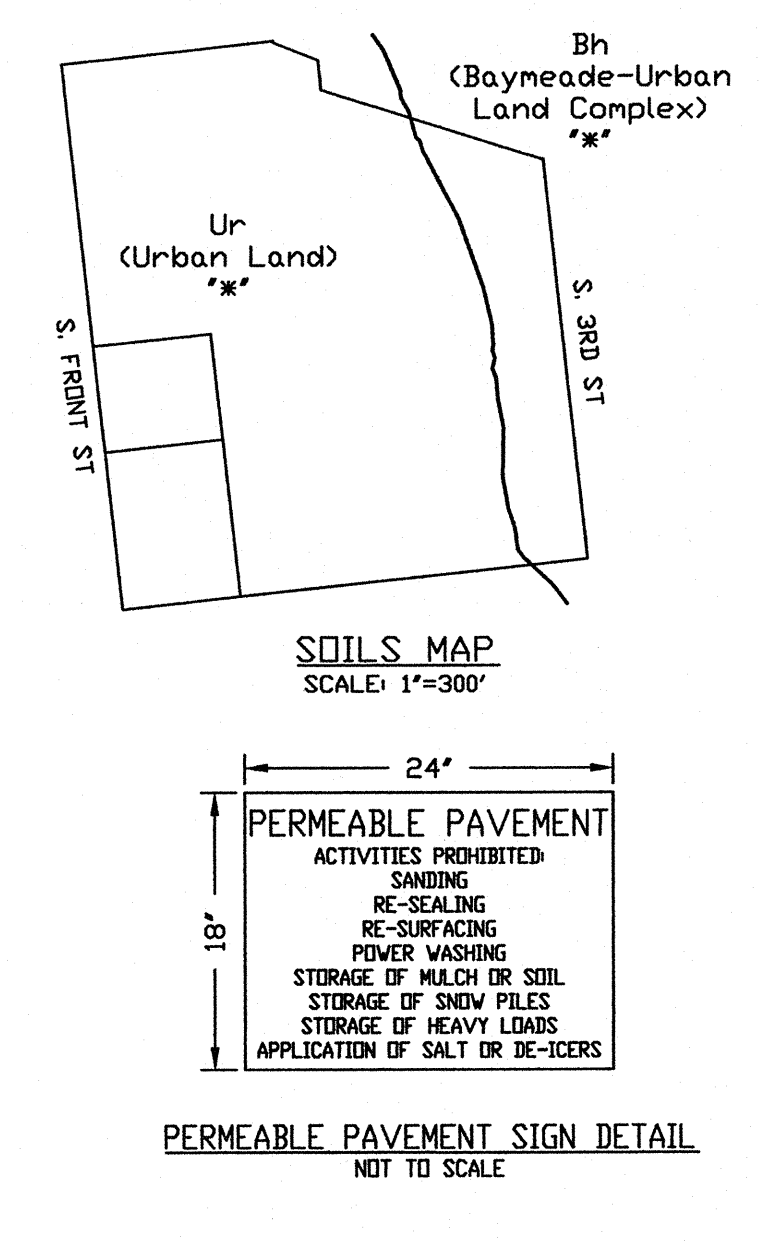 Bh
(Baymeade-Urban
Land Complex)
"*"
Ur
(Urban Land)
"*"
S. FRONT ST
S. 3RD ST
SOILS MAP
SCALE: 1"=300'
24"
18"
PERMEABLE PAVEMENT
ACTIVITIES PROHIBITED:
SANDING
RE-SEALING
RE-SURFACING
POWER WASHING
STORAGE OF MULCH OR SOIL
STORAGE OF SNOW PILES
STORAGE OF HEAVY LOADS
APPLICATION OF SALT OR DE-ICERS
PERMEABLE PAVEMENT SIGN DETAIL
NOT TO SCALE